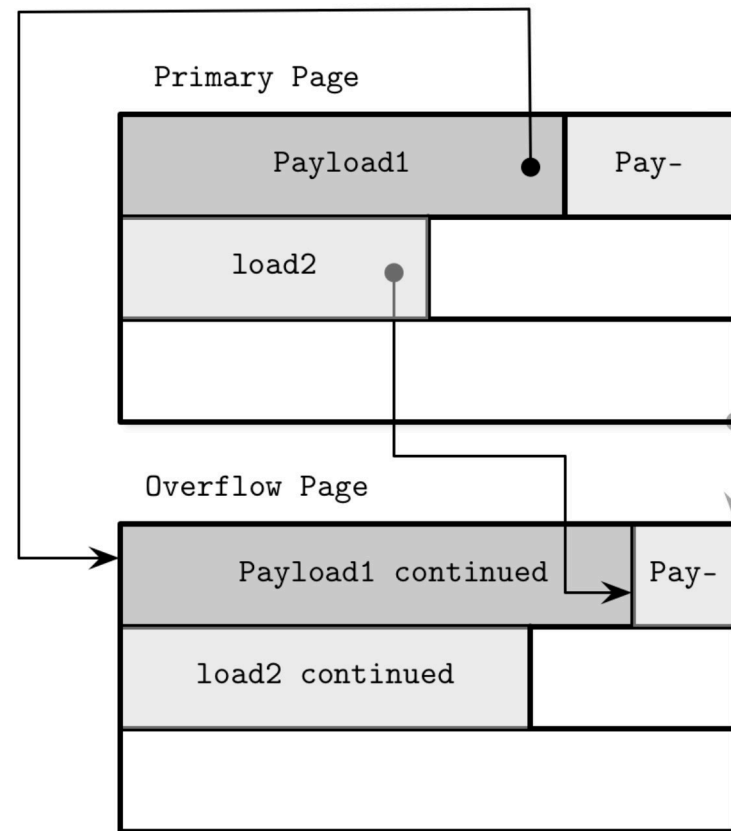 Primary Page
Payload1 Pay-
load2
Overflow Page
Payload1 continued Pay-
load2 continued